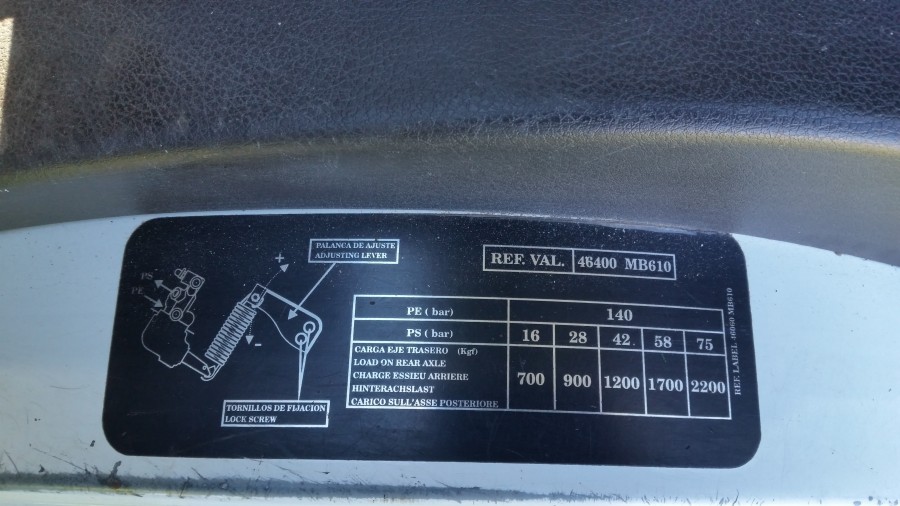 PALANCA DE AJUSTE
ADJUSTING LEVER
REF. VAL. 46400 MB610
PS
PE
+
-
TORNILLOS DE FIJACION
LOCK SCREW
PE ( bar) 140
PS ( bar) 16 28 42 58 75
CARGA EJE TRASERO (Kgf)
LOAD ON REAR AXLE
CHARGE ESSIEU ARRIERE
HINTERACHSLAST
CARICO SULL'ASSE POSTERIORE
700 900 1200 1700 2200
REF. LABEL 46060 MB610